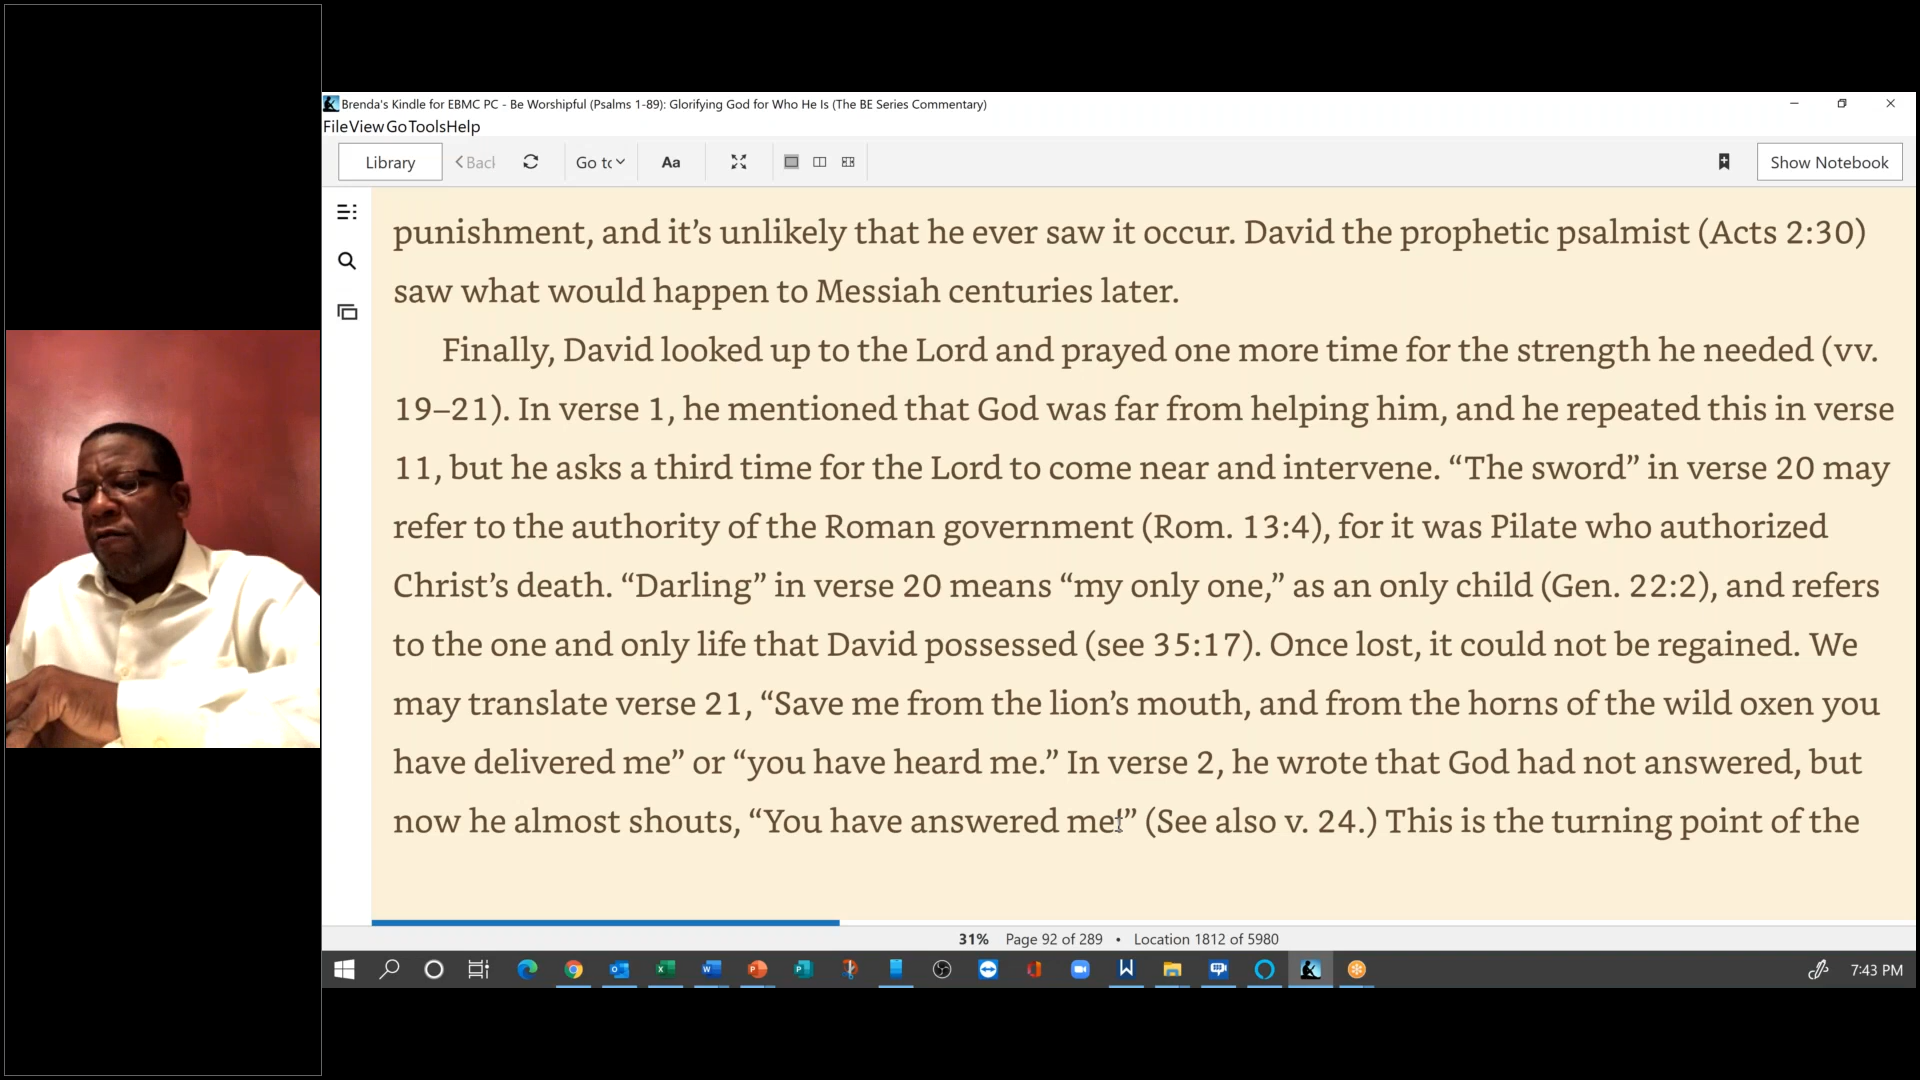 Brenda's Kindle for EBMC PC - Be Worshipful (Psalms 1-89): Glorifying God for Who He Is (The BE Series Commentary)
File View Go Tools Help
Library Back Go to Aa Show Notebook
punishment, and it’s unlikely that he ever saw it occur. David the prophetic psalmist (Acts 2:30)
saw what would happen to Messiah centuries later.
Finally, David looked up to the Lord and prayed one more time for the strength he needed (vv.
19–21). In verse 1, he mentioned that God was far from helping him, and he repeated this in verse
11, but he asks a third time for the Lord to come near and intervene. “The sword” in verse 20 may
refer to the authority of the Roman government (Rom. 13:4), for it was Pilate who authorized
Christ’s death. “Darling” in verse 20 means “my only one,” as an only child (Gen. 22:2), and refers
to the one and only life that David possessed (see 35:17). Once lost, it could not be regained. We
may translate verse 21, “Save me from the lion’s mouth, and from the horns of the wild oxen you
have delivered me” or “you have heard me.” In verse 2, he wrote that God had not answered, but
now he almost shouts, “You have answered me!” (See also v. 24.) This is the turning point of the
31% Page 92 of 289 • Location 1812 of 5980
7:43 PM